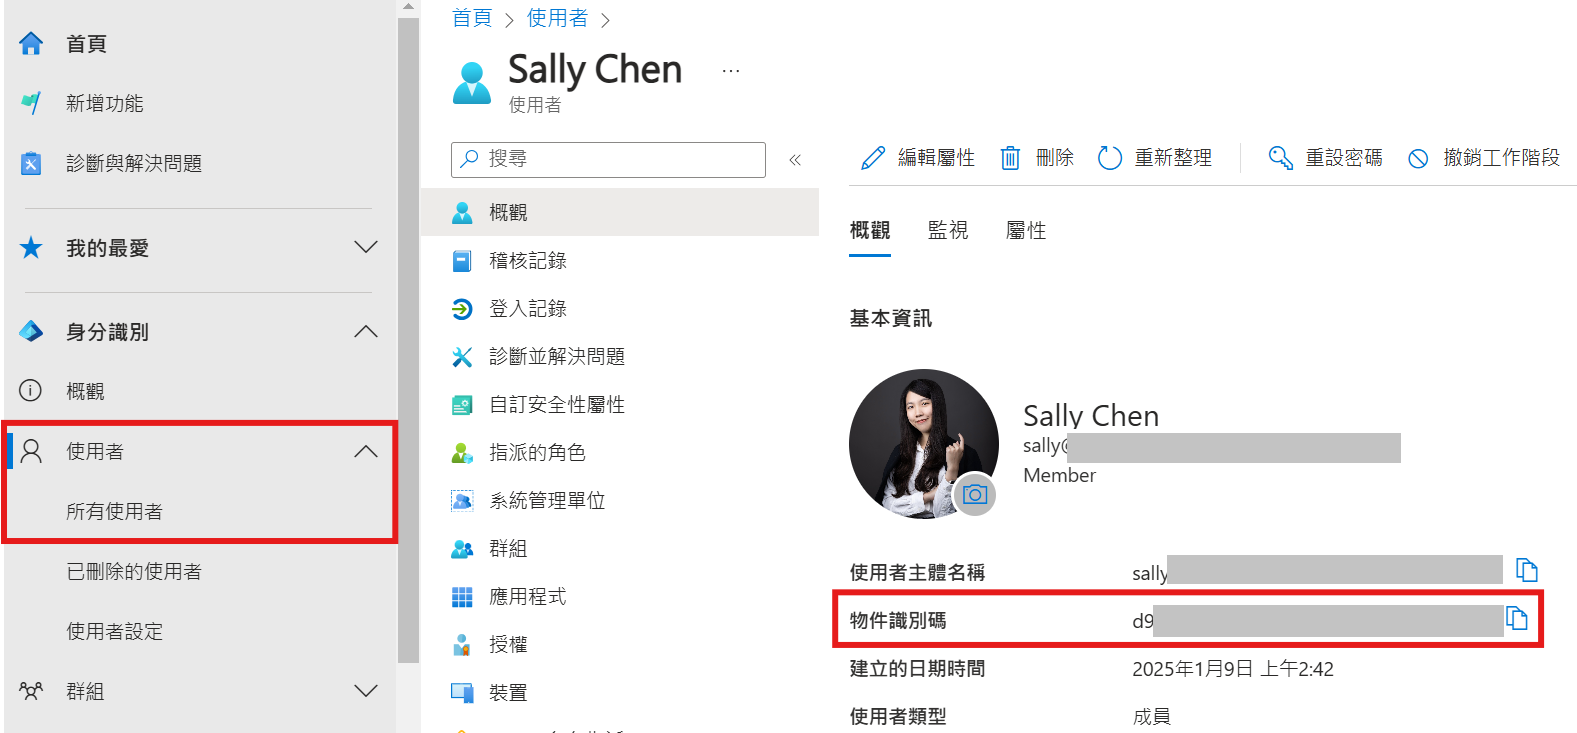 首頁
新增功能
診斷與解決問題
我的最愛
身分識別
概觀
使用者
所有使用者
已刪除的使用者
使用者設定
群組
首頁 > 使用者 >
Sally Chen ...
使用者
搜尋 «
概觀
稽核記錄
登入記錄
診斷並解決問題
自訂安全性屬性
指派的角色
系統管理單位
群組
應用程式
授權
裝置
編輯屬性 刪除 重新整理 重設密碼 撤銷工作階段
概觀 監視 屬性
基本資訊
Sally Chen
sally@
Member
使用者主體名稱 sally
物件識別碼 d9
建立的日期時間 2025年1月9日 上午2:42
使用者類型 成員